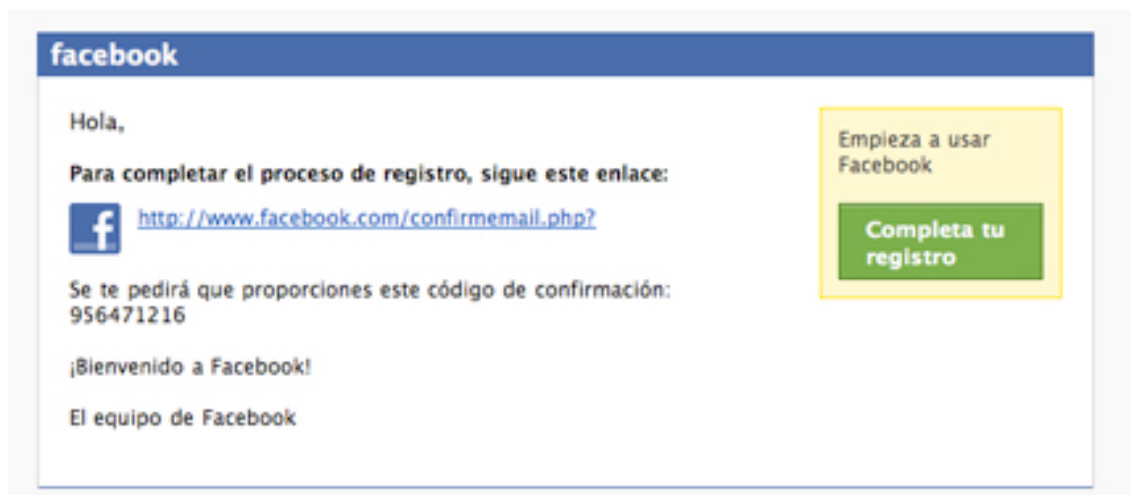 facebook
Hola,
Para completar el proceso de registro, sigue este enlace:
f http://www.facebook.com/confirmemail.php?
Se te pedirá que proporciones este código de confirmación:
956471216
¡Bienvenido a Facebook!
El equipo de Facebook
Empieza a usar
Facebook
Completa tu
registro